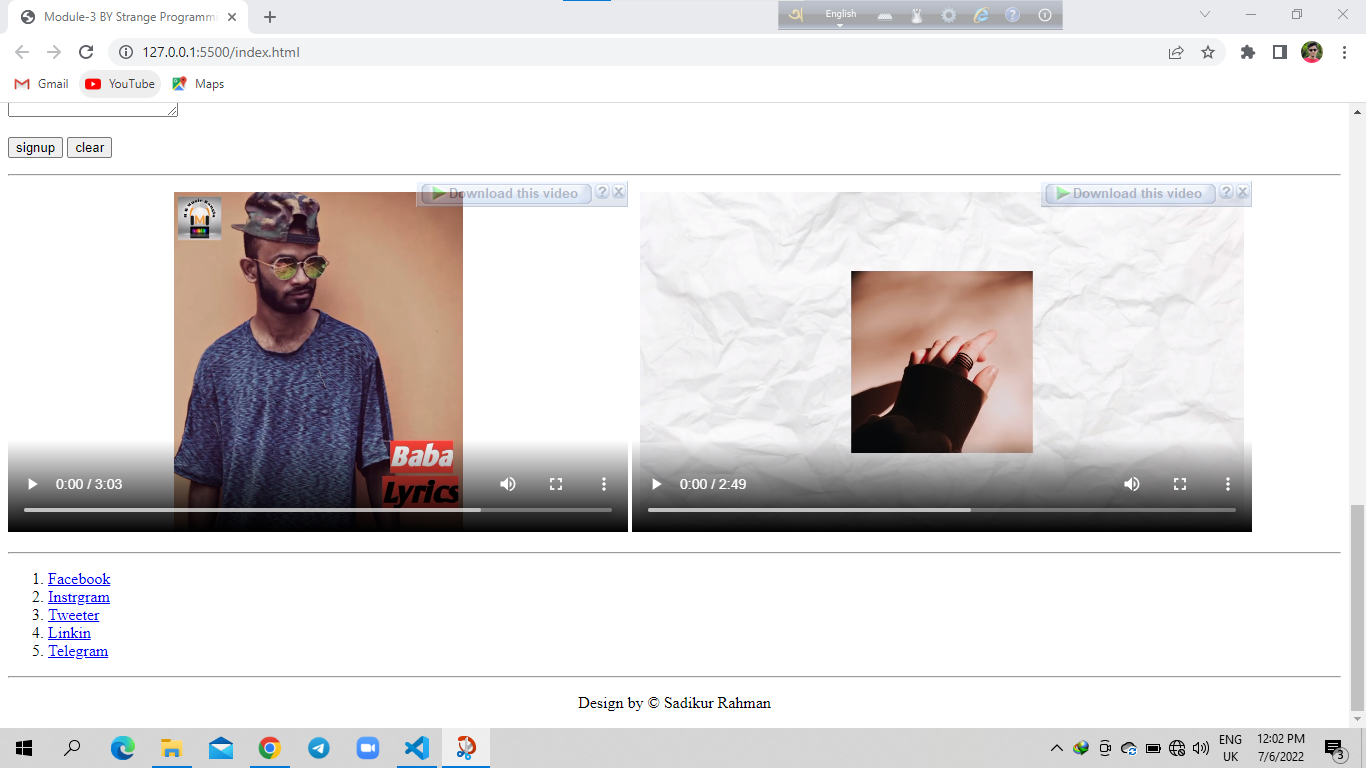 Module-3 BY Strange Programmi
English
127.0.0.1:5500/index.html
Gmail YouTube Maps
signup clear
Download this video ? Download this video ?
Baba
Lyrics
0:00 / 3:03 0:00 / 2:49
1. Facebook
2. Instrgram
3. Tweeter
4. Linkin
5. Telegram
Design by © Sadikur Rahman
ENG 12:02 PM
UK 7/6/2022 3